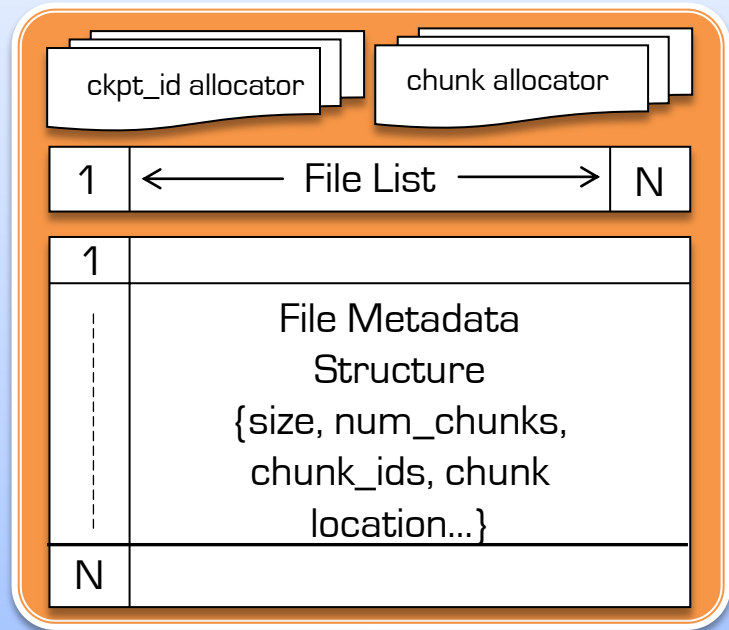 ckpt_id allocator
chunk allocator
1 File List N
1
File Metadata
Structure
{size, num_chunks,
chunk_ids, chunk
location...}
N